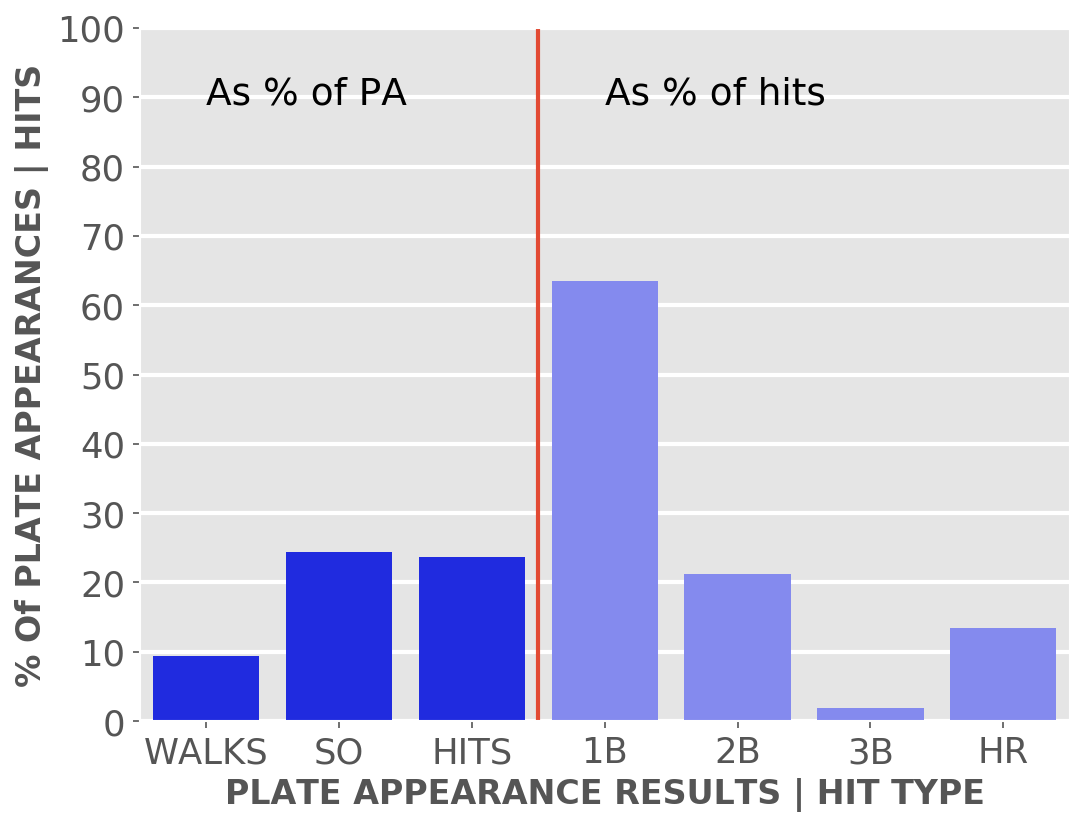 % Of PLATE APPEARANCES | HITS
100
90
80
70
60
50
40
30
20
10
0
As % of PA
As % of hits
WALKS SO HITS 1B 2B 3B HR
PLATE APPEARANCE RESULTS | HIT TYPE